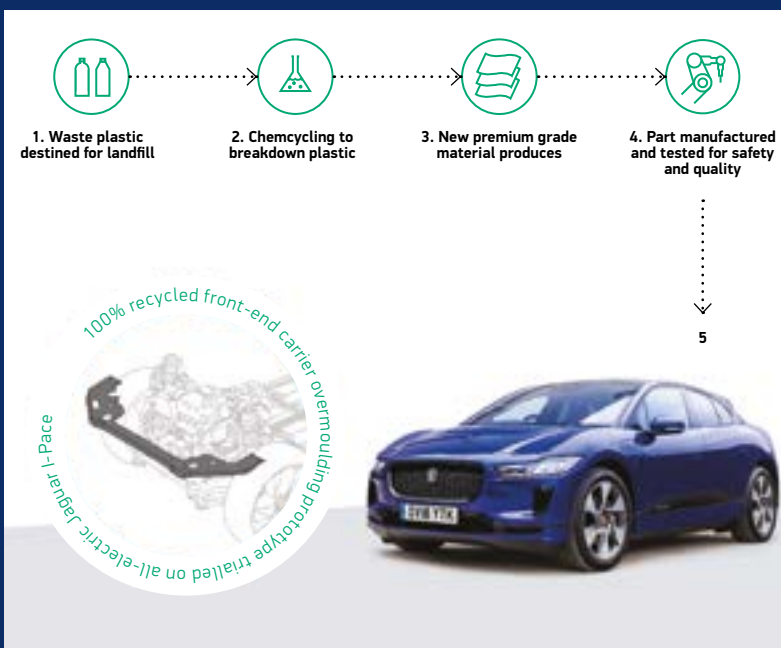 1. Waste plastic
destined for landfill
2. Chemcycling to
breakdown plastic
3. New premium grade
material produces
4. Part manufactured
and tested for safety
and quality
5
100% recycled front-end carrier overmoulding prototype trialled on all-electric Jaguar I-Pace